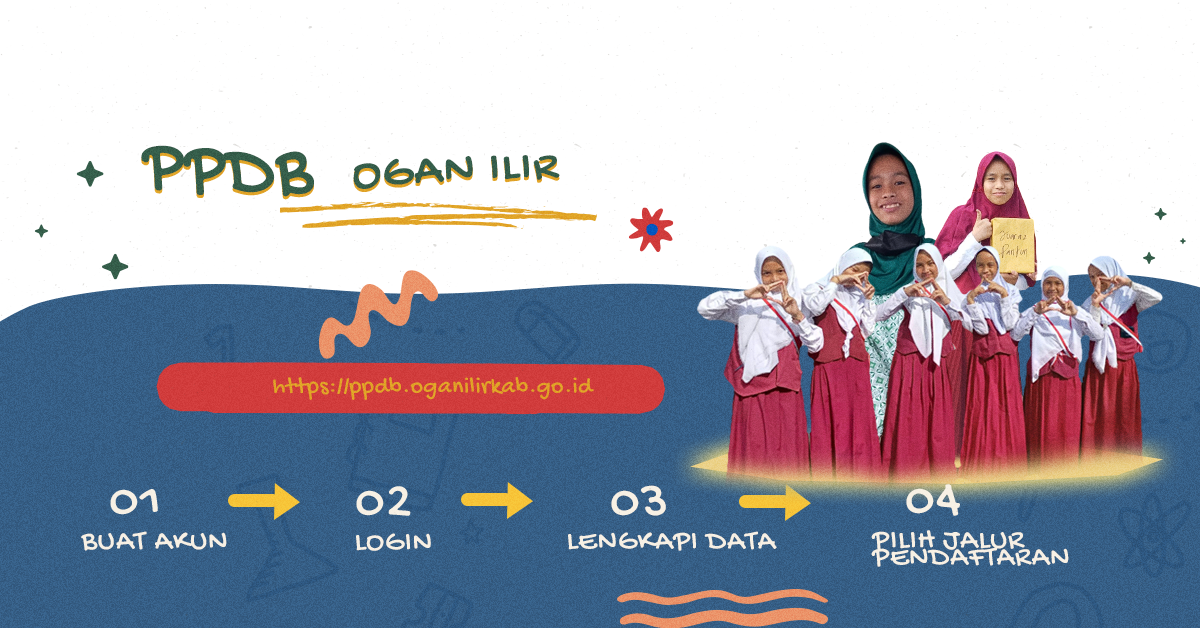 PPDB OGAN ILIR
https://ppdb.oganilirkab.go.id
01
BUAT AKUN
02
LOGIN
03
LENGKAPI DATA
04
PILIH JALUR
PENDAFTARAN